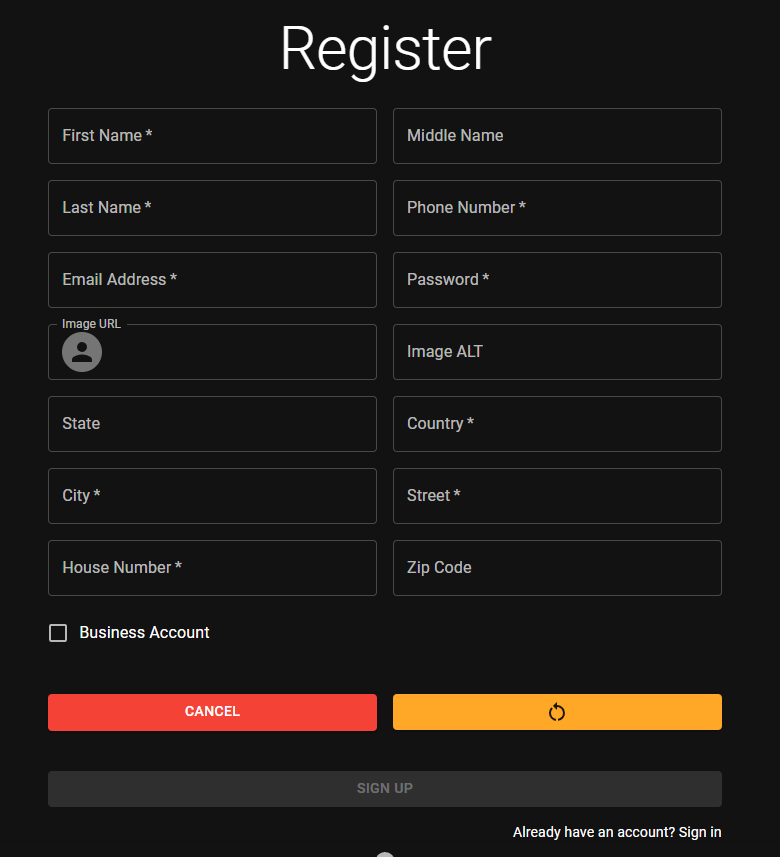 Register
First Name *
Middle Name
Last Name *
Phone Number *
Email Address *
Password *
Image URL
Image ALT
State
Country *
City *
Street *
House Number *
Zip Code
Business Account
CANCEL
SIGN UP
Already have an account? Sign in